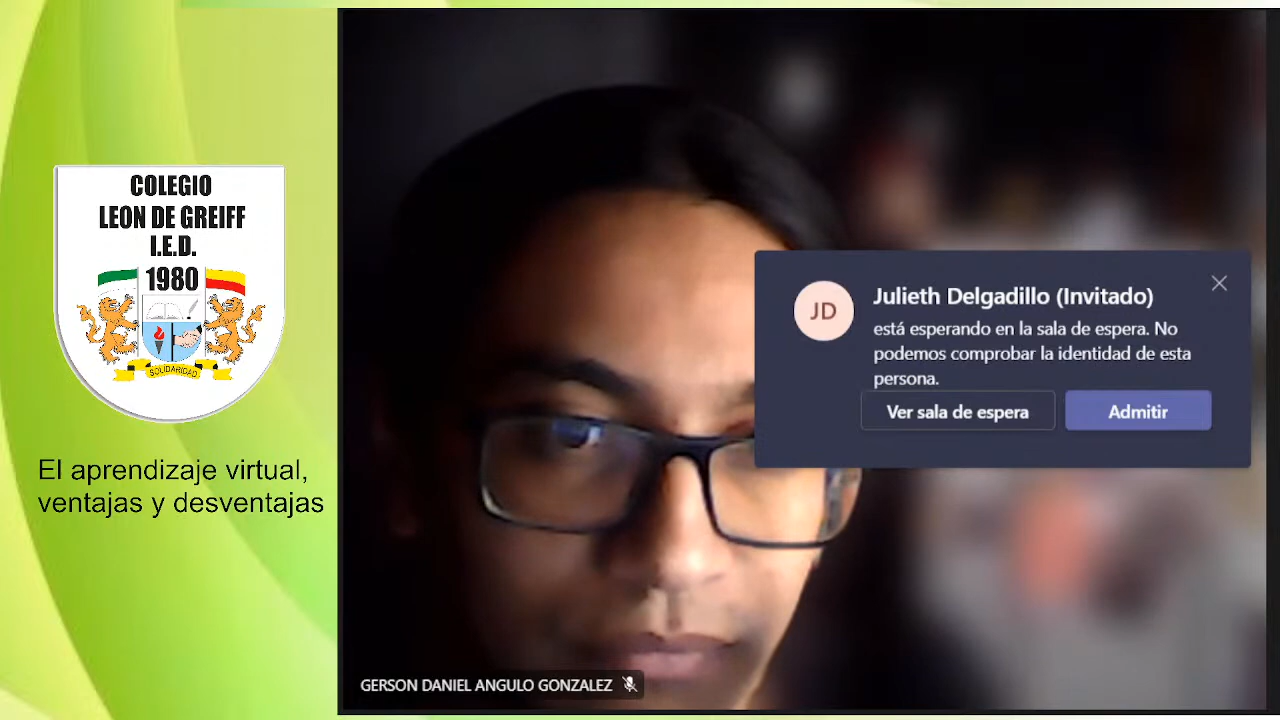 COLEGIO
LEON DE GREIFF
I.E.D.
1980
SOLIDARIDAD
El aprendizaje virtual,
ventajas y desventajas
JD
Julieth Delgadillo (Invitado)
está esperando en la sala de espera. No
podemos comprobar la identidad de esta
persona.
Ver sala de espera
Admitir
GERSON DANIEL ANGULO GONZALEZ